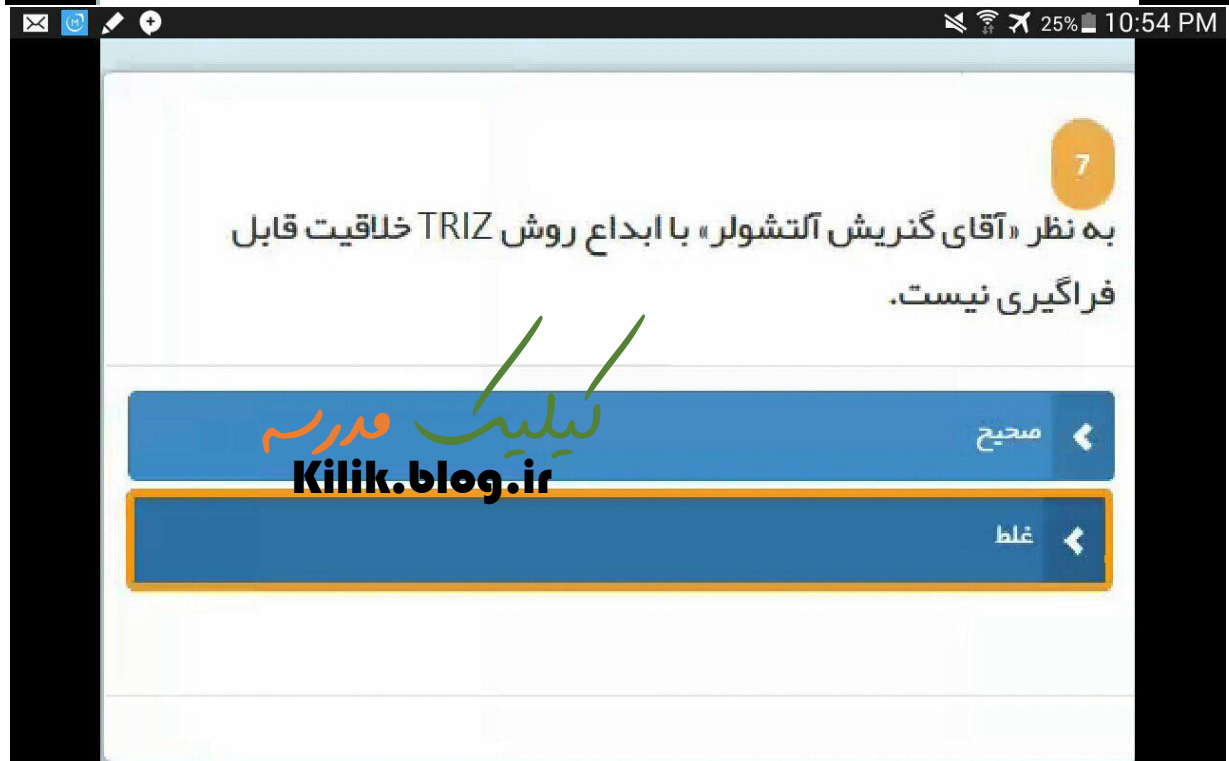 25% 10:54 PM
7
به نظر «آقای گنریش آلتشولر» با ابداع روش TRIZ خلاقیت قابل
فراگیری نیست.
صحیح
کیلیک مدرسه
Kilik.blog.ir
غلط